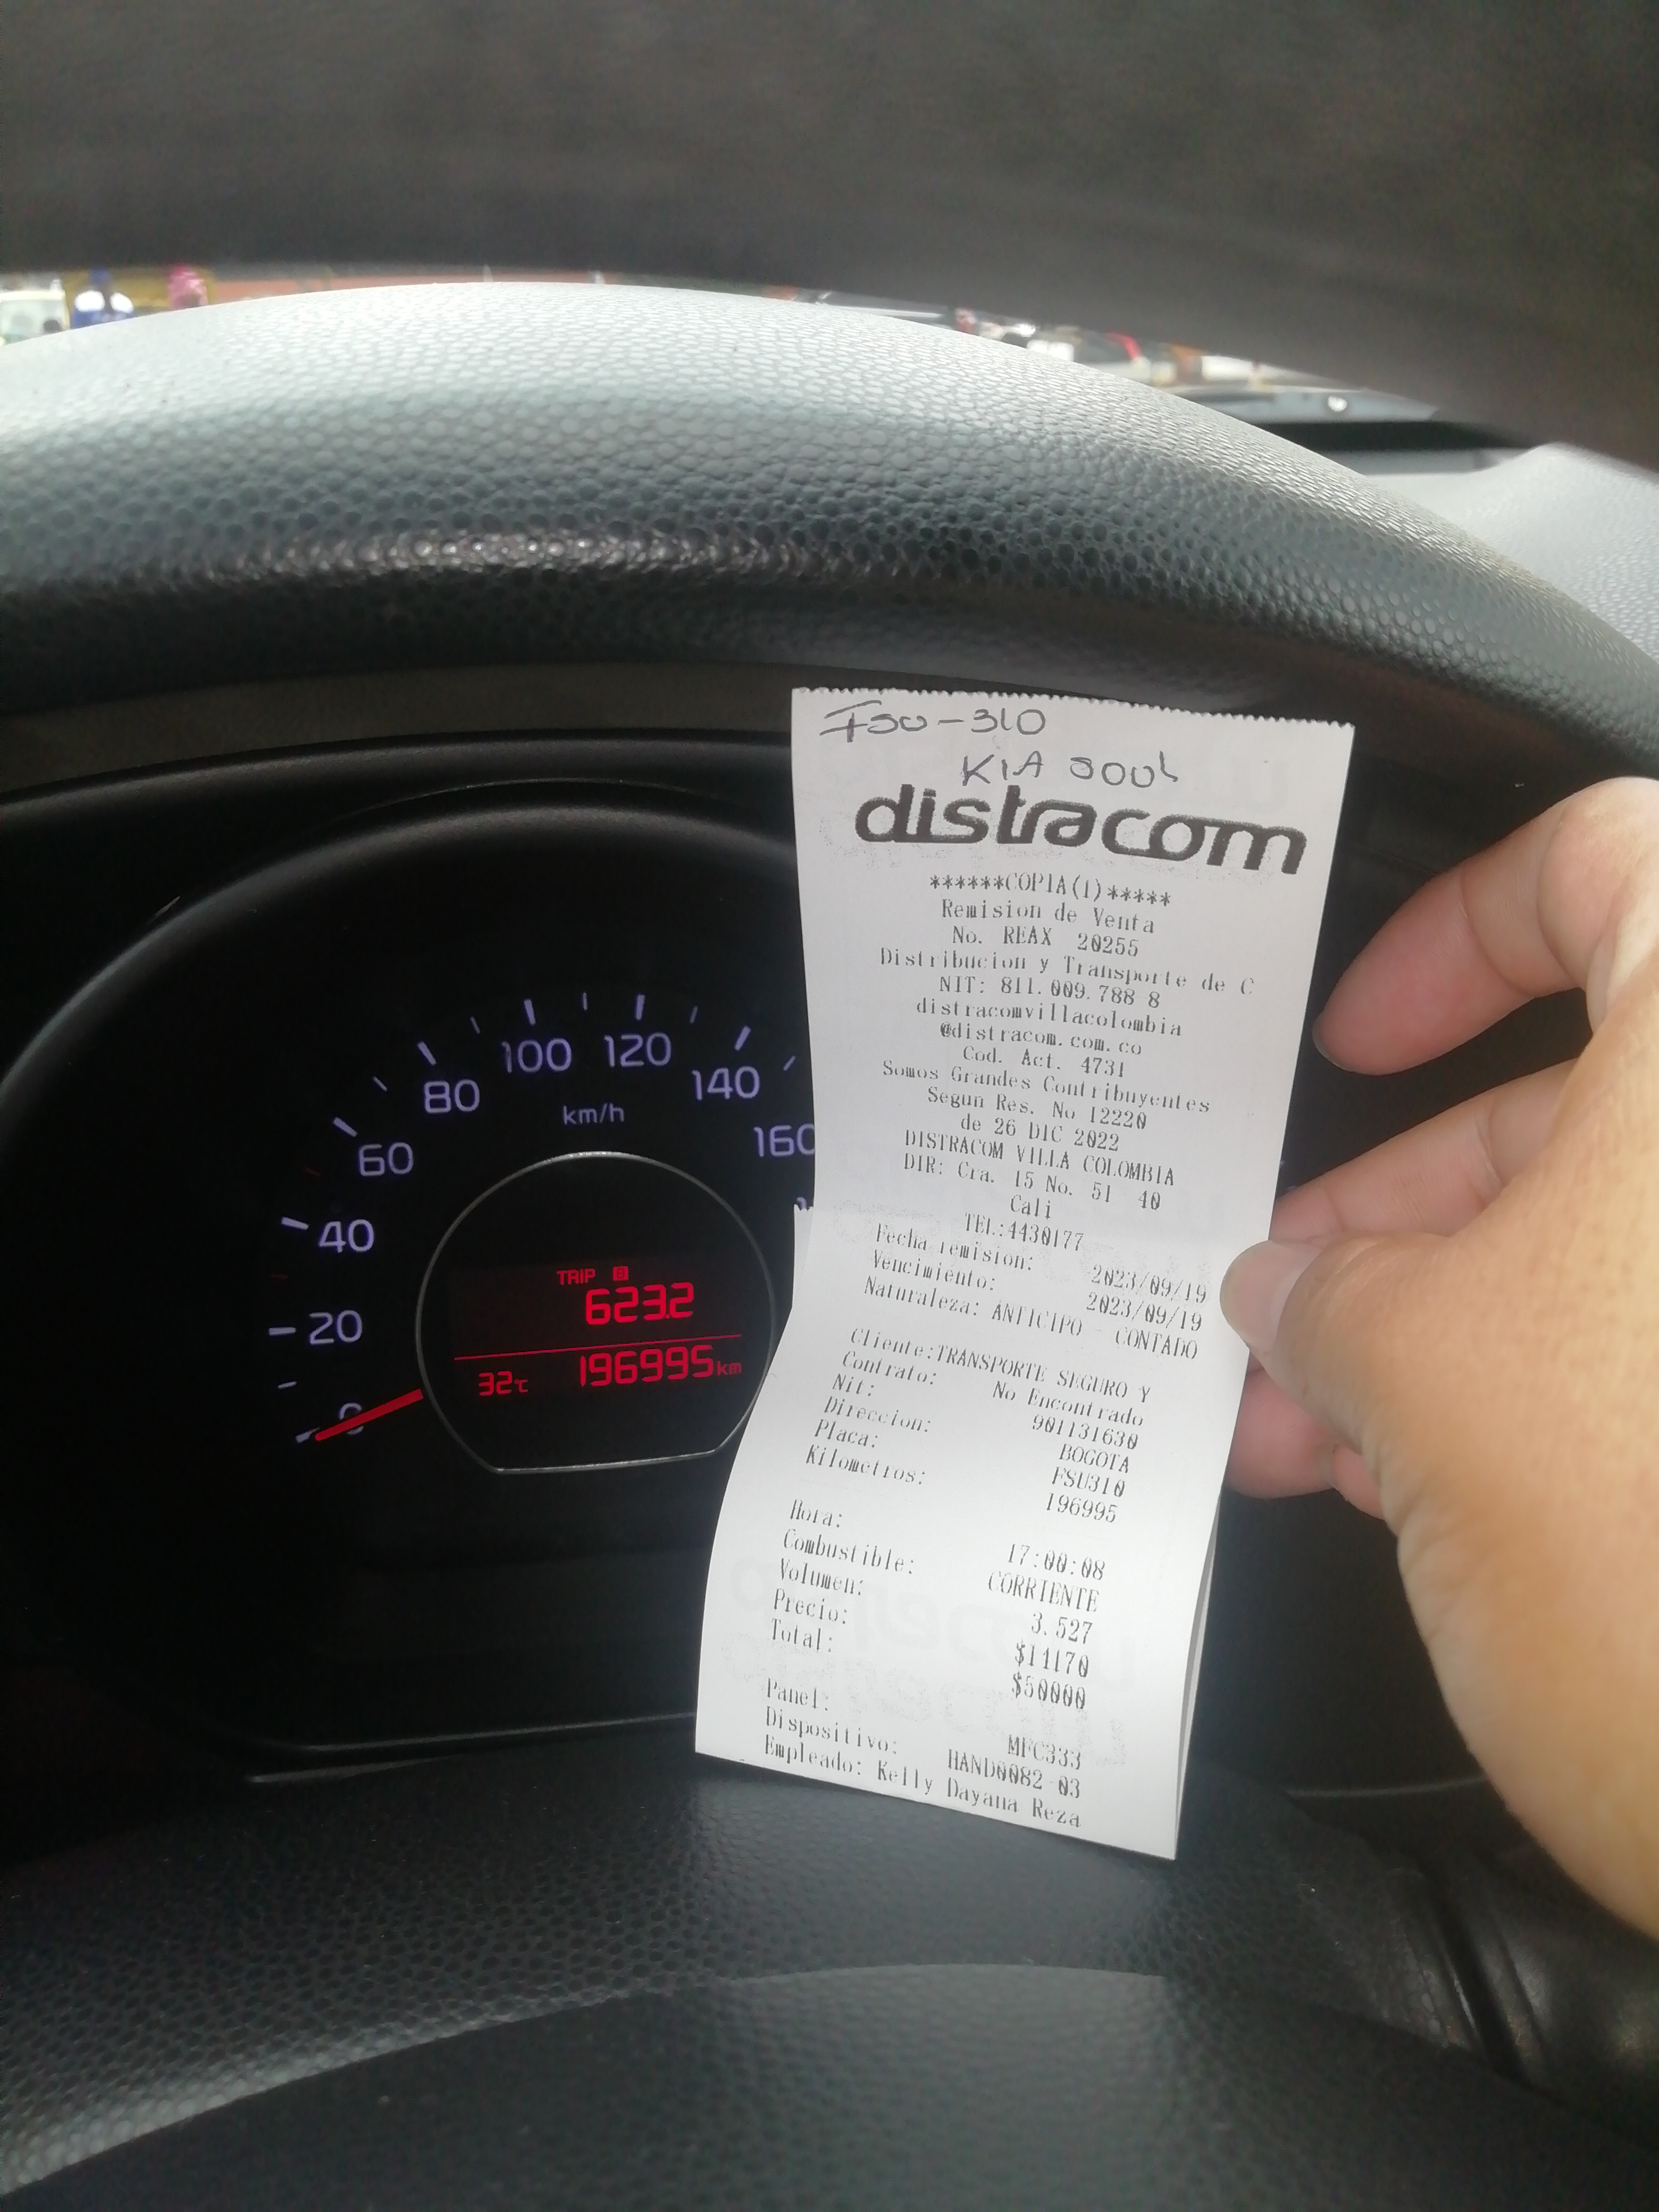 FSU-310
KIA SOUL
distracom
******COPIA(1)*****
Remision de Venta
No. REAX 20255
Distribucion y Transporte de C
NIT: 811.009.788 8
distracomvillacolombia
@distracom.com.co
Cod. Act. 4731
Somos Grandes Contribuyentes
Segun Res. No 12220
de 26 DIC 2022
DISTRACOM VILLA COLOMBIA
DIR: Cra. 15 No. 51 40
Cali
TEL:4430177
Fecha remision: 2023/09/19
Vencimiento: 2023/09/19
Naturaleza: ANTICIPO - CONTADO
Cliente:TRANSPORTE SEGURO Y
Contrato: No Encontrado
Nit: 901131630
Direccion: BOGOTA
Placa: FSU310
Kilometros: 196995
Hora: 17:00:08
Combustible: CORRIENTE
Volumen: 3.527
Precio: $14170
Total: $50000
Panel: MFC333
Dispositivo: HAND0082-03
Empleado: Kelly Dayana Reza
0
20
40
60
80
100
120
140
160
km/h
TRIP B
623.2
32°C 196995km